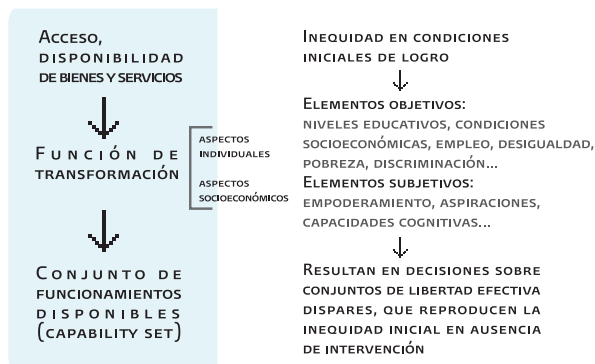 ACCESO,
DISPONIBILIDAD
DE BIENES Y SERVICIOS
FUNCIÓN DE
TRANSFORMACIÓN
ASPECTOS
INDIVIDUALES
ASPECTOS
SOCIOECONÓMICOS
CONJUNTO DE
FUNCIONAMIENTOS
DISPONIBLES
(CAPABILITY SET)
INEQUIDAD EN CONDICIONES
INICIALES DE LOGRO
ELEMENTOS OBJETIVOS:
NIVELES EDUCATIVOS, CONDICIONES
SOCIOECONÓMICAS, EMPLEO, DESIGUALDAD,
POBREZA, DISCRIMINACIÓN...
ELEMENTOS SUBJETIVOS:
EMPODERAMIENTO, ASPIRACIONES,
CAPACIDADES COGNITIVAS...
RESULTAN EN DECISIONES SOBRE
CONJUNTOS DE LIBERTAD EFECTIVA
DISPARES, QUE REPRODUCEN LA
INEQUIDAD INICIAL EN AUSENCIA
DE INTERVENCIÓN